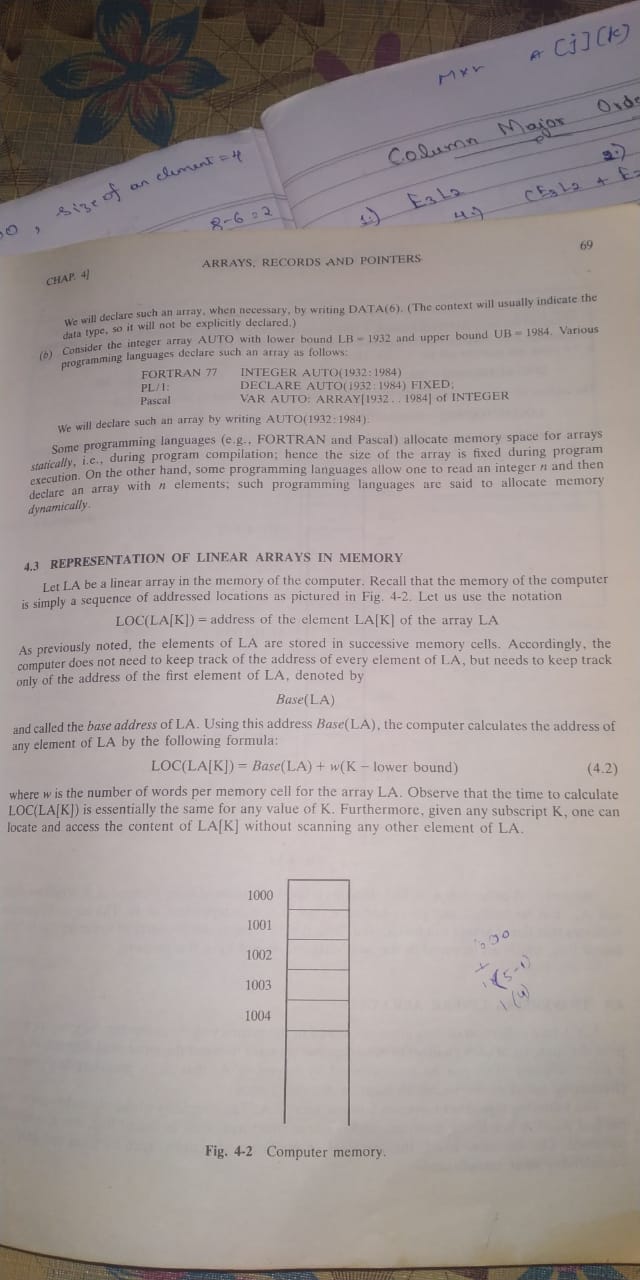 A [j][k)
Mxr
Column Major Orde
size of an element = 4
8-6=2
1)
E3L2
2)
4)
69
CHAP. 4]
ARRAYS, RECORDS AND POINTERS
We will declare such an array, when necessary, by writing DATA(6). (The context will usually indicate the
data type, so it will not be explicitly declared.)
(b) Consider the integer array AUTO with lower bound LB = 1932 and upper bound UB = 1984. Various
programming languages declare such an array as follows:
FORTRAN 77 INTEGER AUTO(1932:1984)
PL/1: DECLARE AUTO(1932:1984) FIXED;
Pascal VAR AUTO: ARRAY[1932 . . 1984] of INTEGER
We will declare such an array by writing AUTO(1932:1984).
Some programming languages (e.g., FORTRAN and Pascal) allocate memory space for arrays
statically, i.e., during program compilation; hence the size of the array is fixed during program
execution. On the other hand, some programming languages allow one to read an integer n and then
declare an array with n elements; such programming languages are said to allocate memory
dynamically.
4.3 REPRESENTATION OF LINEAR ARRAYS IN MEMORY
Let LA be a linear array in the memory of the computer. Recall that the memory of the computer
is simply a sequence of addressed locations as pictured in Fig. 4-2. Let us use the notation
LOC(LA[K]) = address of the element LA[K] of the array LA
As previously noted, the elements of LA are stored in successive memory cells. Accordingly, the
computer does not need to keep track of the address of every element of LA, but needs to keep track
only of the address of the first element of LA, denoted by
Base(LA)
and called the base address of LA. Using this address Base(LA), the computer calculates the address of
any element of LA by the following formula:
LOC(LA[K]) = Base(LA) + w(K − lower bound) (4.2)
where w is the number of words per memory cell for the array LA. Observe that the time to calculate
LOC(LA[K]) is essentially the same for any value of K. Furthermore, given any subscript K, one can
locate and access the content of LA[K] without scanning any other element of LA.
1000
1001
1002
1003
1004
(5-1)
1(4)
Fig. 4-2 Computer memory.